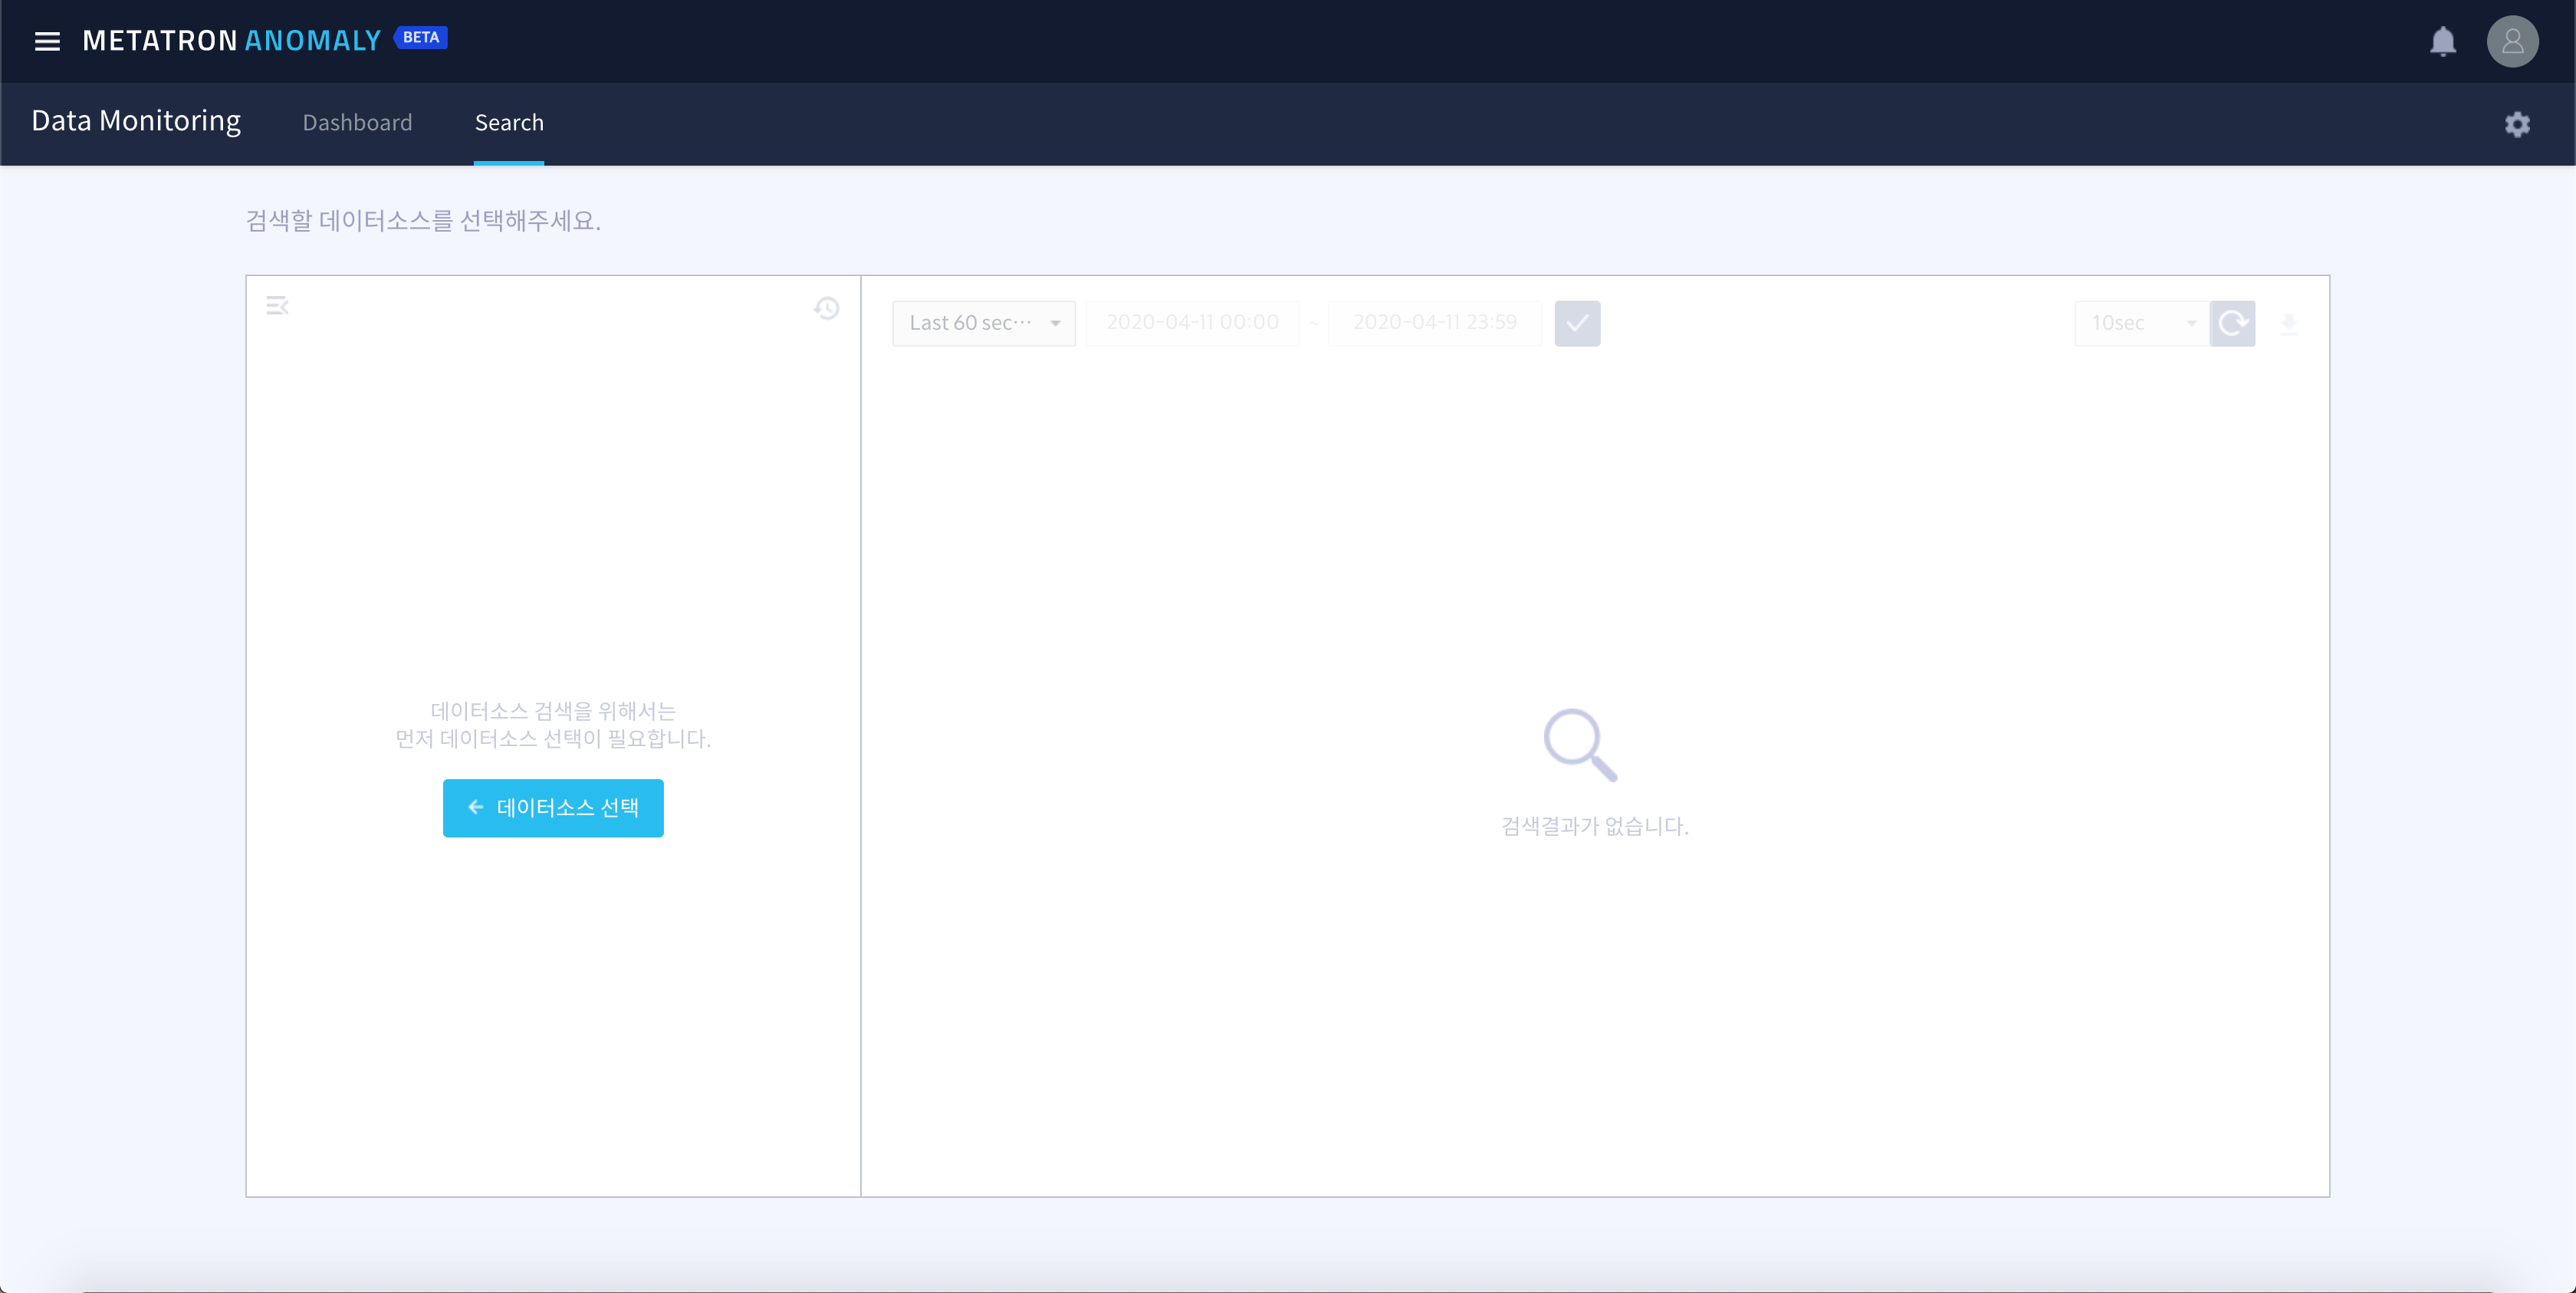 METATRON ANOMALY BETA
Data Monitoring Dashboard Search
검색할 데이터소스를 선택해주세요.
Last 60 sec··· 2020-04-11 00:00 ~ 2020-04-11 23:59 10sec
데이터소스 검색을 위해서는
먼저 데이터소스 선택이 필요합니다.
데이터소스 선택
검색결과가 없습니다.